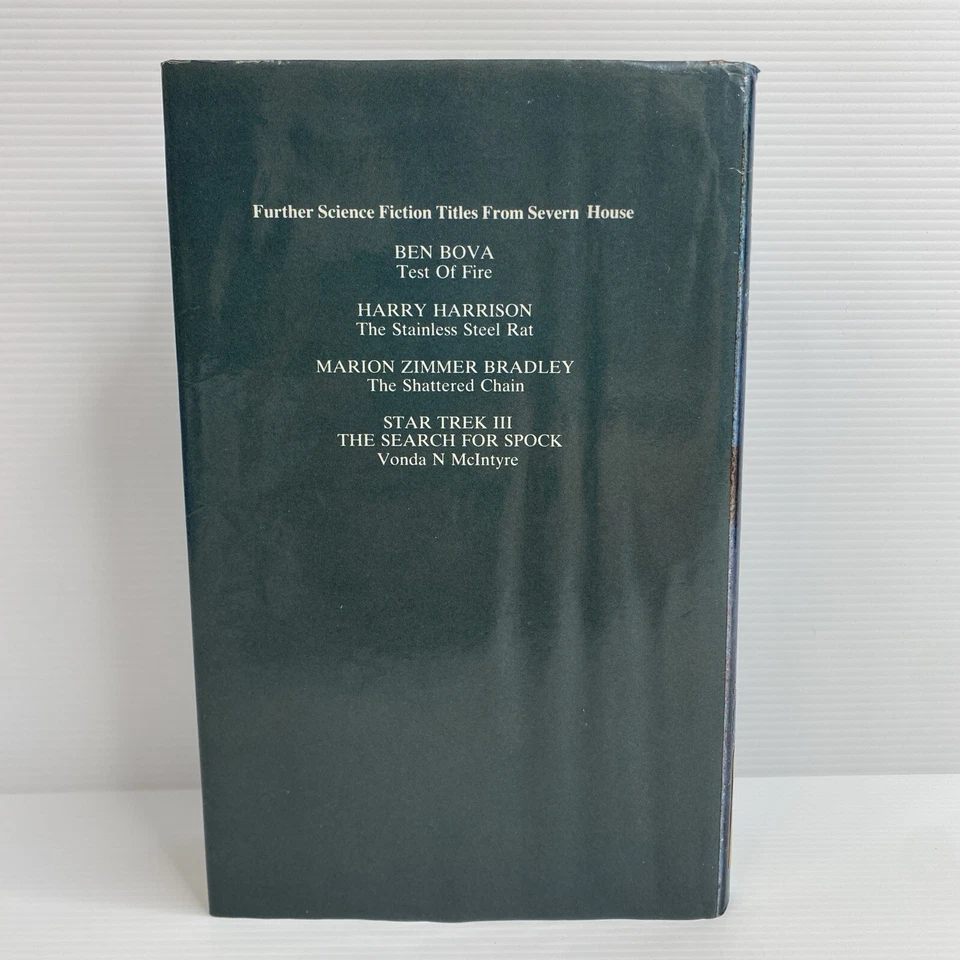 Further Science Fiction Titles From Severn House
BEN BOVA
Test Of Fire
HARRY HARRISON
The Stainless Steel Rat
MARION ZIMMER BRADLEY
The Shattered Chain
STAR TREK III
THE SEARCH FOR SPOCK
Vonda N McIntyre